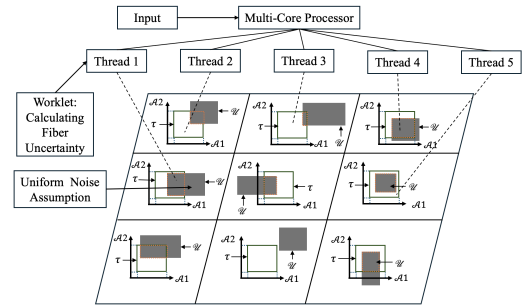 Input
Multi-Core Processor
Thread 1
Thread 2
Thread 3
Thread 4
Thread 5
Worklet:
Calculating
Fiber
Uncertainty
Uniform Noise
Assumption
𝒜2
τ
𝒰
𝒜1
𝒜2
τ
𝒰
𝒜1
𝒜2
τ
𝒰
𝒜1
𝒜2
τ
𝒰
𝒜1
𝒜2
𝒰
τ
𝒜1
𝒜2
τ
𝒰
𝒜1
𝒜2
τ
𝒰
𝒜1
𝒜2
τ
𝒰
𝒜1
𝒜2
τ
𝒰
𝒜1